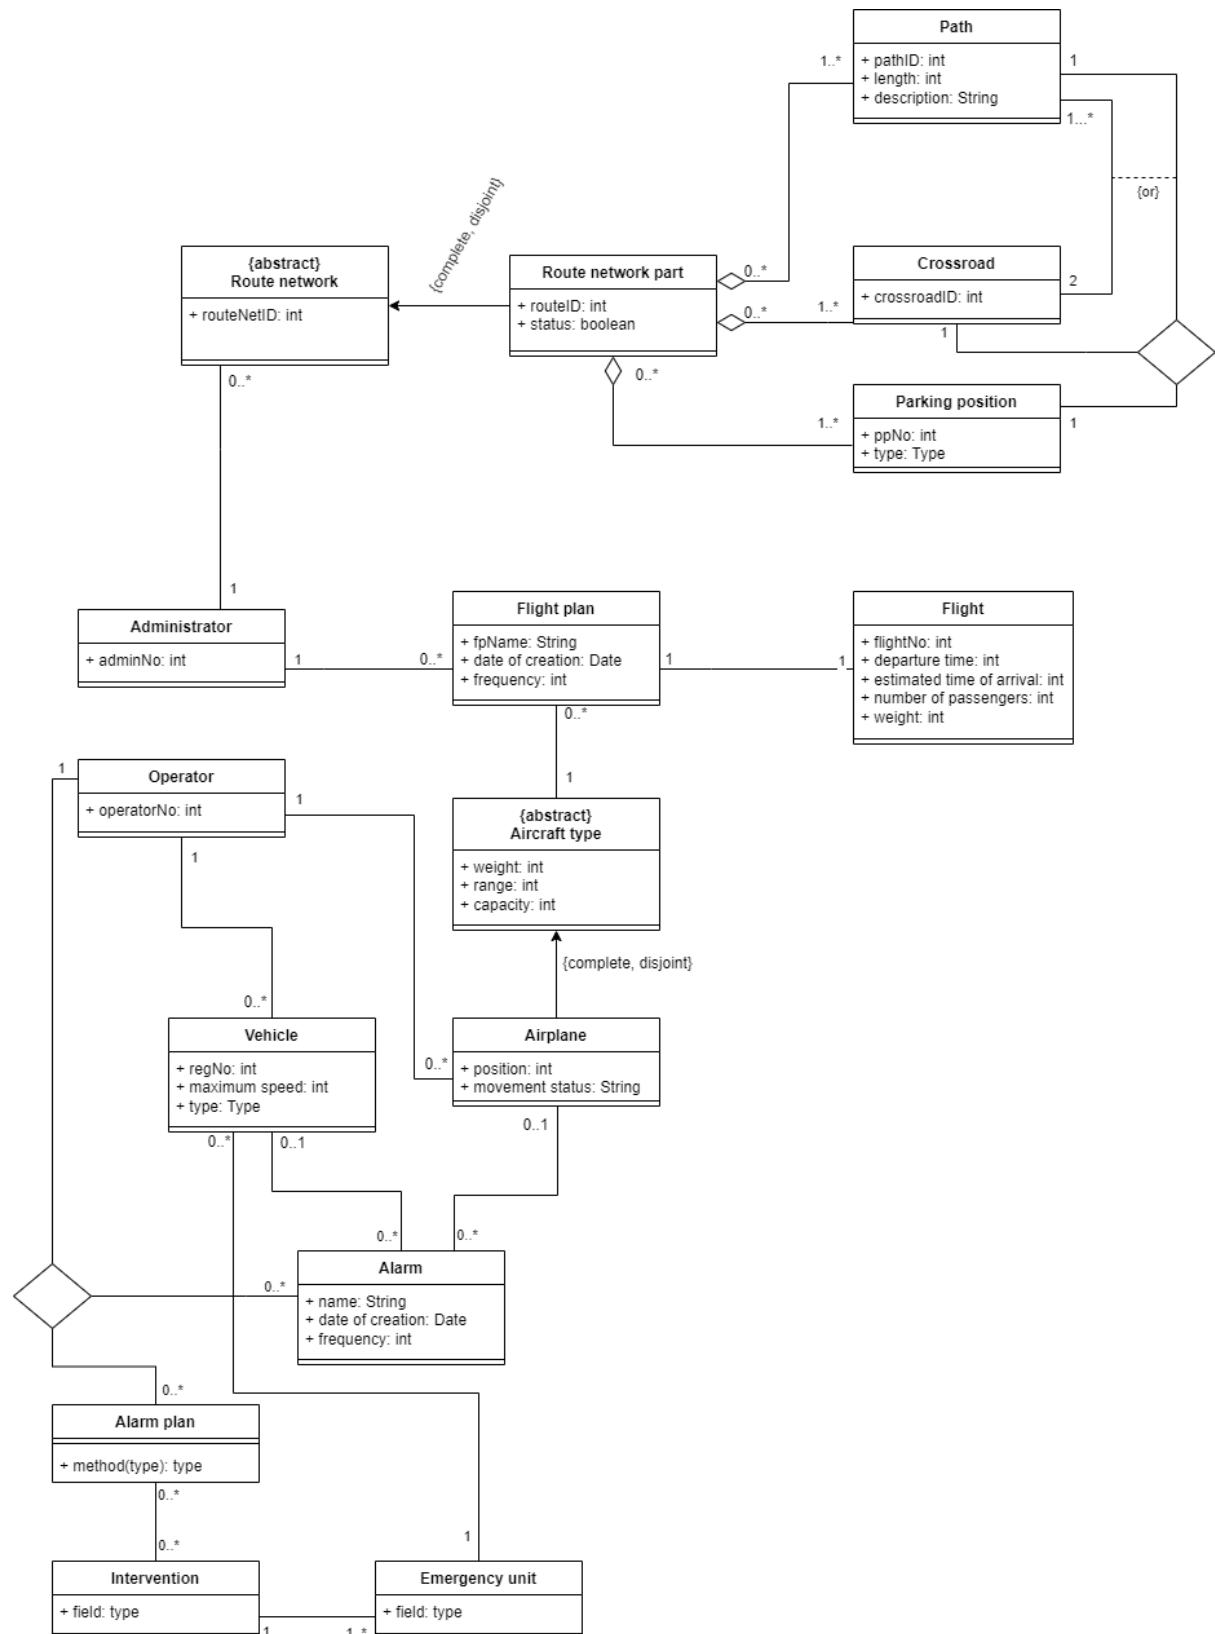 Path
+ pathID: int
+ length: int
+ description: String
1..*
1
1...*
{or}
{complete, disjoint}
{abstract}
Route network
+ routeNetID: int
0..*
Route network part
+ routeID: int
+ status: boolean
0..*
0..*
0..*
1..*
1..*
Crossroad
+ crossroadID: int
2
1
Parking position
+ ppNo: int
+ type: Type
1
1
Administrator
+ adminNo: int
1
0..*
Flight plan
+ fpName: String
+ date of creation: Date
+ frequency: int
1
1
0..*
Flight
+ flightNo: int
+ departure time: int
+ estimated time of arrival: int
+ number of passengers: int
+ weight: int
1
Operator
+ operatorNo: int
1
1
1
{abstract}
Aircraft type
+ weight: int
+ range: int
+ capacity: int
{complete, disjoint}
0..*
Vehicle
+ regNo: int
+ maximum speed: int
+ type: Type
0..*
0..1
0..*
Airplane
+ position: int
+ movement status: String
0..1
0..*
0..*
0..*
Alarm
+ name: String
+ date of creation: Date
+ frequency: int
0..*
Alarm plan
+ method(type): type
0..*
0..*
1
Intervention
+ field: type
1
1..*
Emergency unit
+ field: type